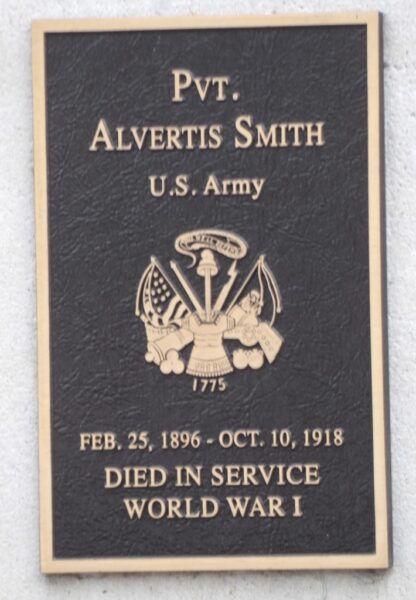 PVT.
ALVERTIS SMITH
U.S. Army
1775
FEB. 25, 1896 - OCT. 10, 1918
DIED IN SERVICE
WORLD WAR I